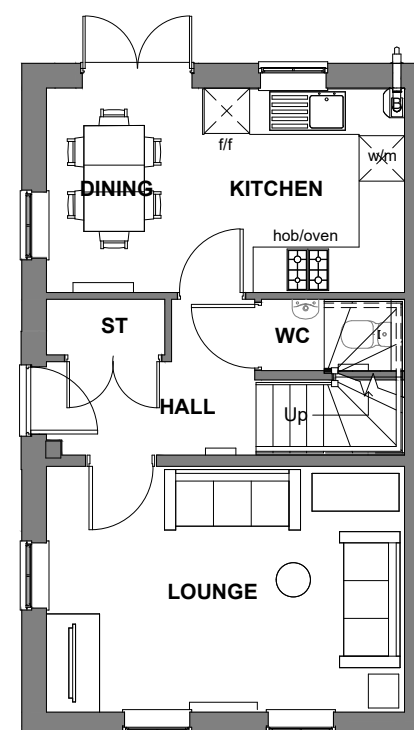 f/f
w/m
DINING
KITCHEN
hob/oven
ST
WC
HALL
Up
LOUNGE